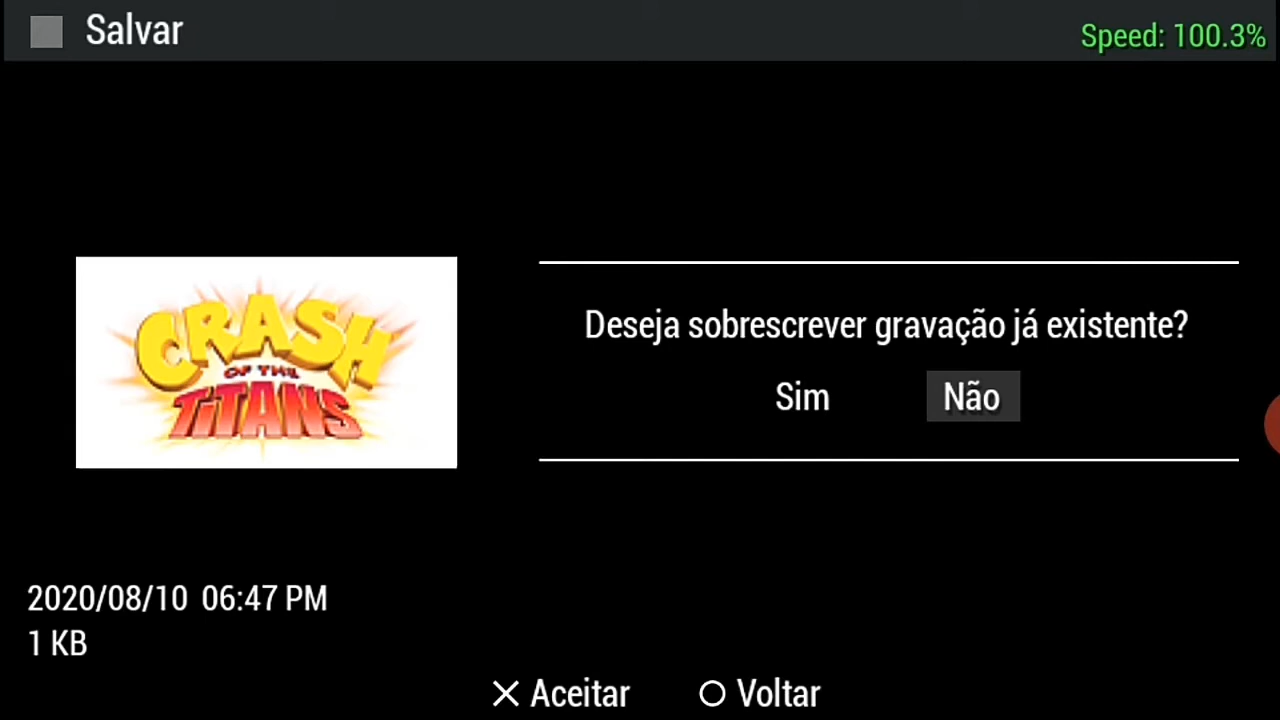 Salvar
Speed: 100.3%
CRASH
OF THE
TiTANS
Deseja sobrescrever gravação já existente?
Sim Não
2020/08/10 06:47 PM
1 KB
Aceitar Voltar